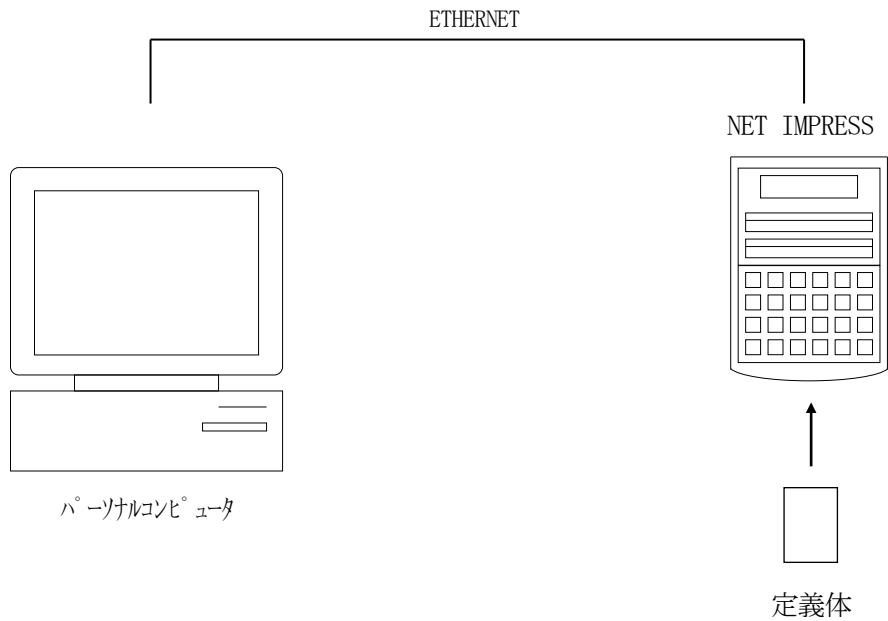 ETHERNET
NET IMPRESS
ﾊﾟｰｿﾅﾙｺﾝﾋﾟｭｰﾀ
定義体